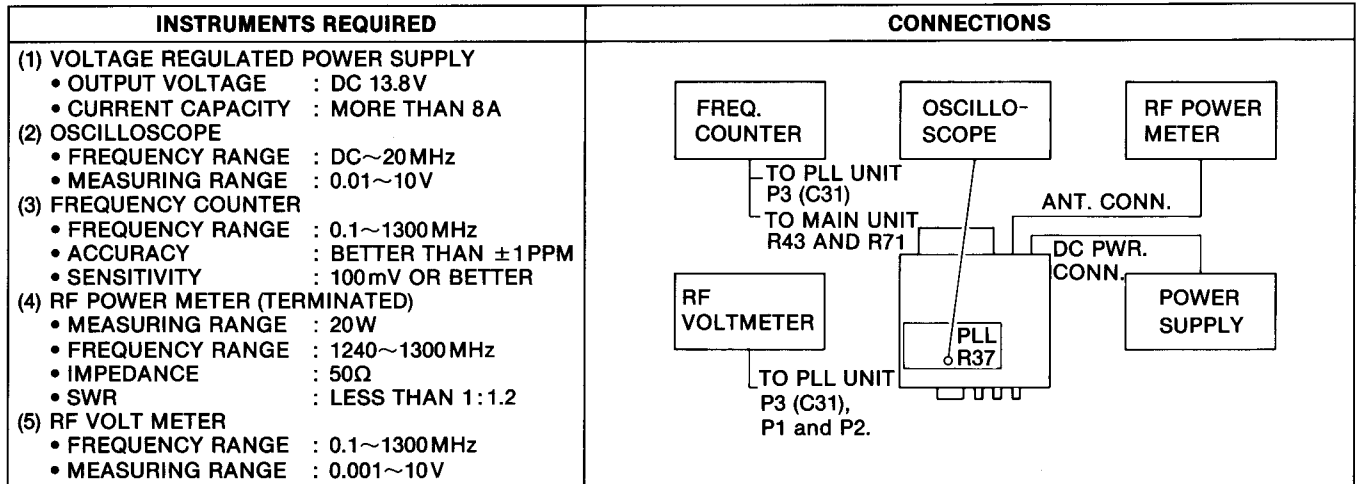 INSTRUMENTS REQUIRED
(1) VOLTAGE REGULATED POWER SUPPLY
• OUTPUT VOLTAGE : DC 13.8V
• CURRENT CAPACITY : MORE THAN 8A
(2) OSCILLOSCOPE
• FREQUENCY RANGE : DC~20MHz
• MEASURING RANGE : 0.01~10V
(3) FREQUENCY COUNTER
• FREQUENCY RANGE : 0.1~1300MHz
• ACCURACY : BETTER THAN ±1PPM
• SENSITIVITY : 100mV OR BETTER
(4) RF POWER METER (TERMINATED)
• MEASURING RANGE : 20W
• FREQUENCY RANGE : 1240~1300MHz
• IMPEDANCE : 50Ω
• SWR : LESS THAN 1:1.2
(5) RF VOLT METER
• FREQUENCY RANGE : 0.1~1300MHz
• MEASURING RANGE : 0.001~10V
CONNECTIONS
FREQ.
COUNTER
OSCILLO-
SCOPE
RF POWER
METER
TO PLL UNIT
P3 (C31)
TO MAIN UNIT
R43 AND R71
ANT. CONN.
DC PWR.
CONN.
RF
VOLTMETER
PLL
R37
POWER
SUPPLY
TO PLL UNIT
P3 (C31),
P1 and P2.